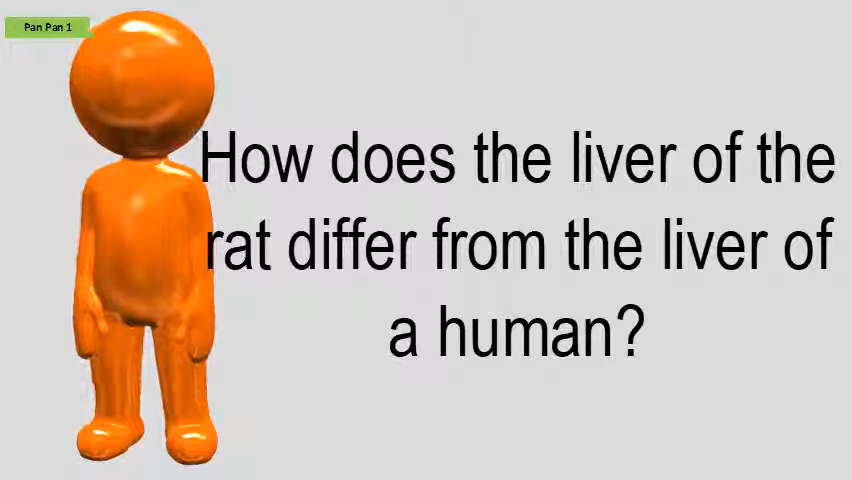 Pan Pan 1
How does the liver of the
rat differ from the liver of
a human?